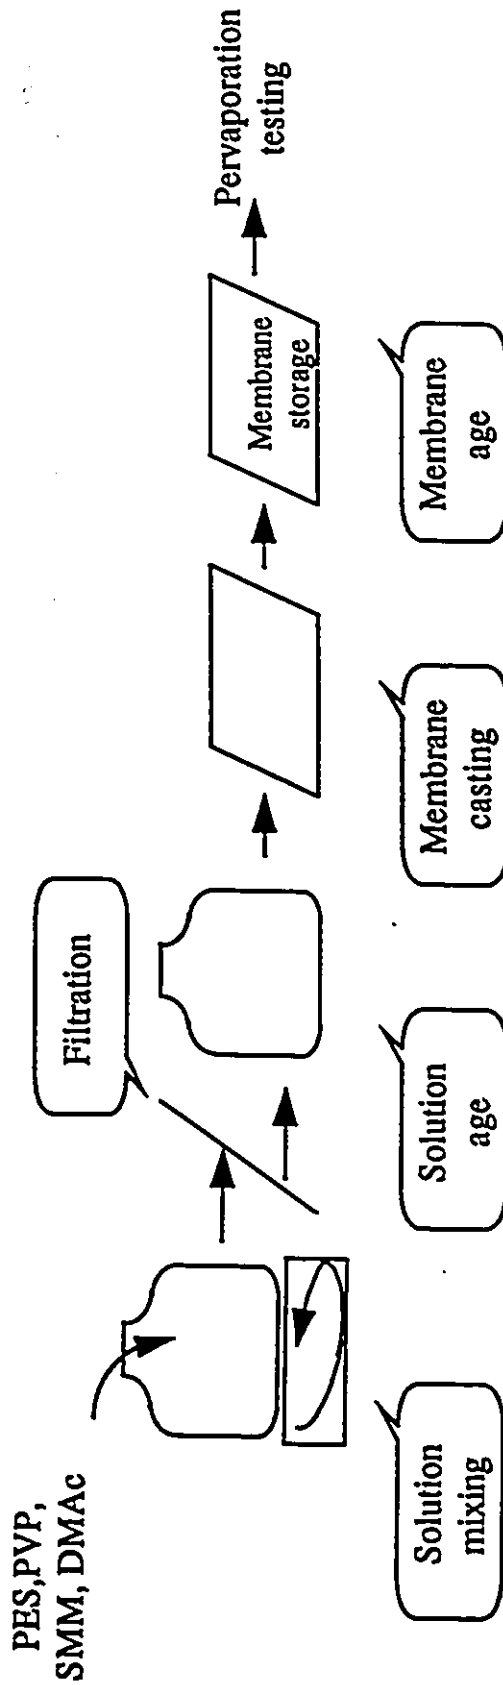 PES,PVP,
SMM, DMAc
Filtration
Membrane
storage
Pervaporation
testing
Solution
mixing
Solution
age
Membrane
casting
Membrane
age